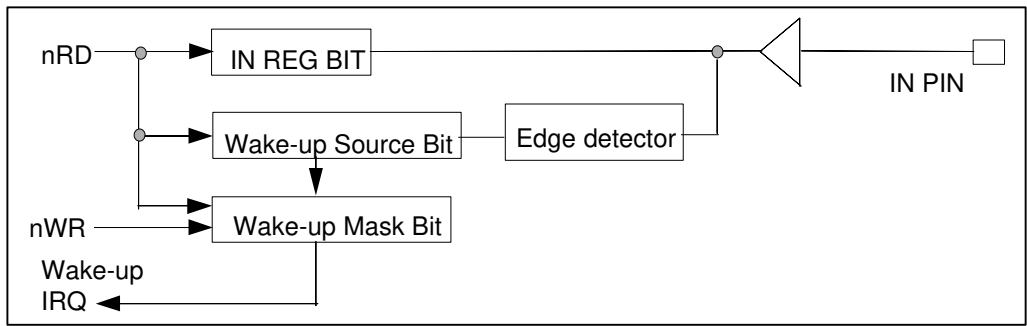 nRD
IN REG BIT
IN PIN
Wake-up Source Bit
Edge detector
nWR
Wake-up Mask Bit
Wake-up
IRQ